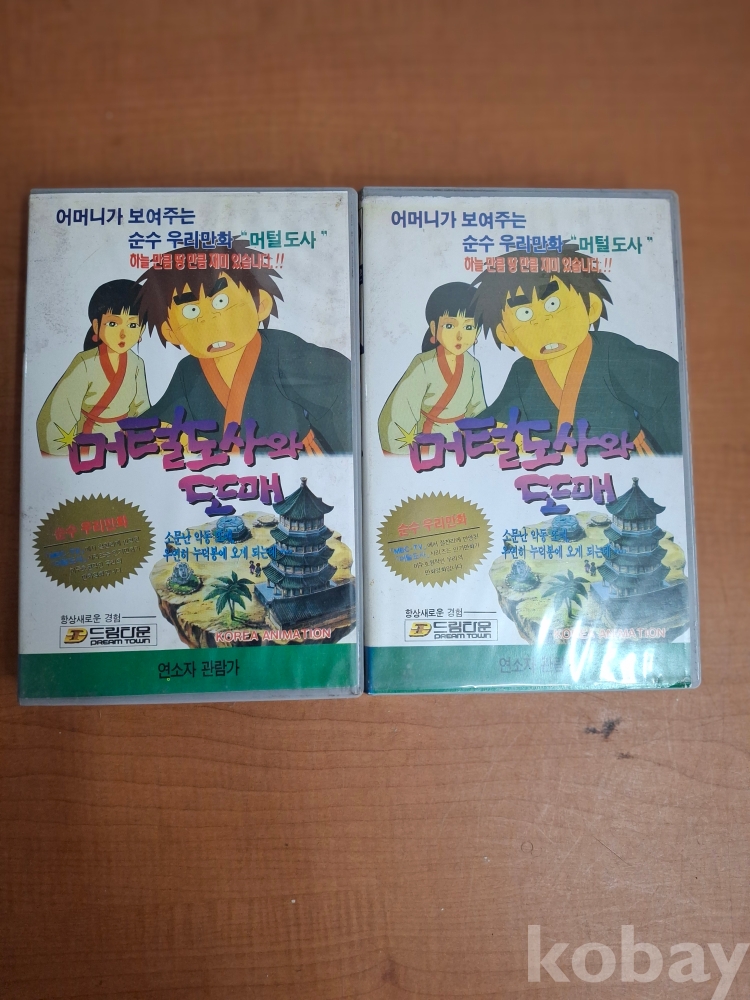 어머니가 보여주는
순수 우리만화 "머털도사"
하늘 만큼 땅 만큼 재미 있습니다.!!
머털도사와
또매
순수 우리만화
소문난 악동
우연히 누덕봉에 오게 되는데
항상새로운 경험
드림타운
DREAM TOWN
KOREA ANIMATION
연소자 관람가
어머니가 보여주는
순수 우리만화 "머털도사"
하늘 만큼 땅 만큼 재미 있습니다.!!
머털도사와
또매
순수 우리만화
MBC-TV
소문난 악동
우연히 누덕봉에 오게 되는데
항상새로운 경험
드림타운
DREAM TOWN
KOREA ANIMATION
연소자
kobay